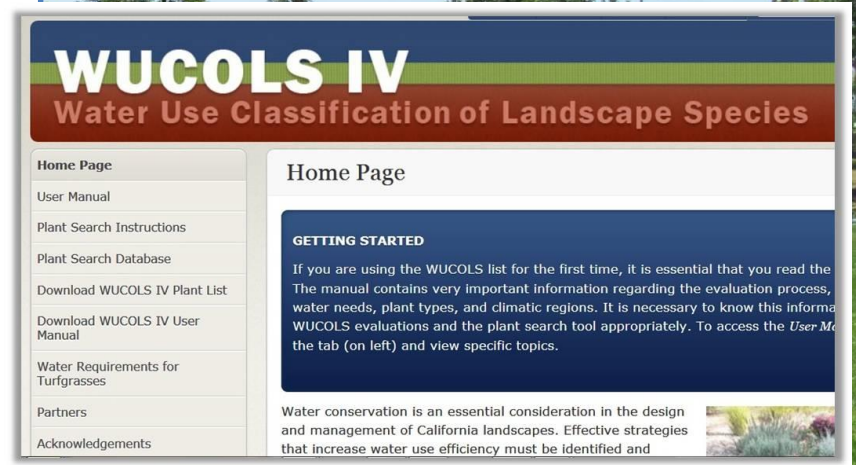 WUCOLS IV
Water Use Classification of Landscape Species
Home Page
User Manual
Plant Search Instructions
Plant Search Database
Download WUCOLS IV Plant List
Download WUCOLS IV User
Manual
Water Requirements for
Turfgrasses
Partners
Acknowledgements
Home Page
GETTING STARTED
If you are using the WUCOLS list for the first time, it is essential that you read the
The manual contains very important information regarding the evaluation process,
water needs, plant types, and climatic regions. It is necessary to know this informa
WUCOLS evaluations and the plant search tool appropriately. To access the User Ma
the tab (on left) and view specific topics.
Water conservation is an essential consideration in the design
and management of California landscapes. Effective strategies
that increase water use efficiency must be identified and